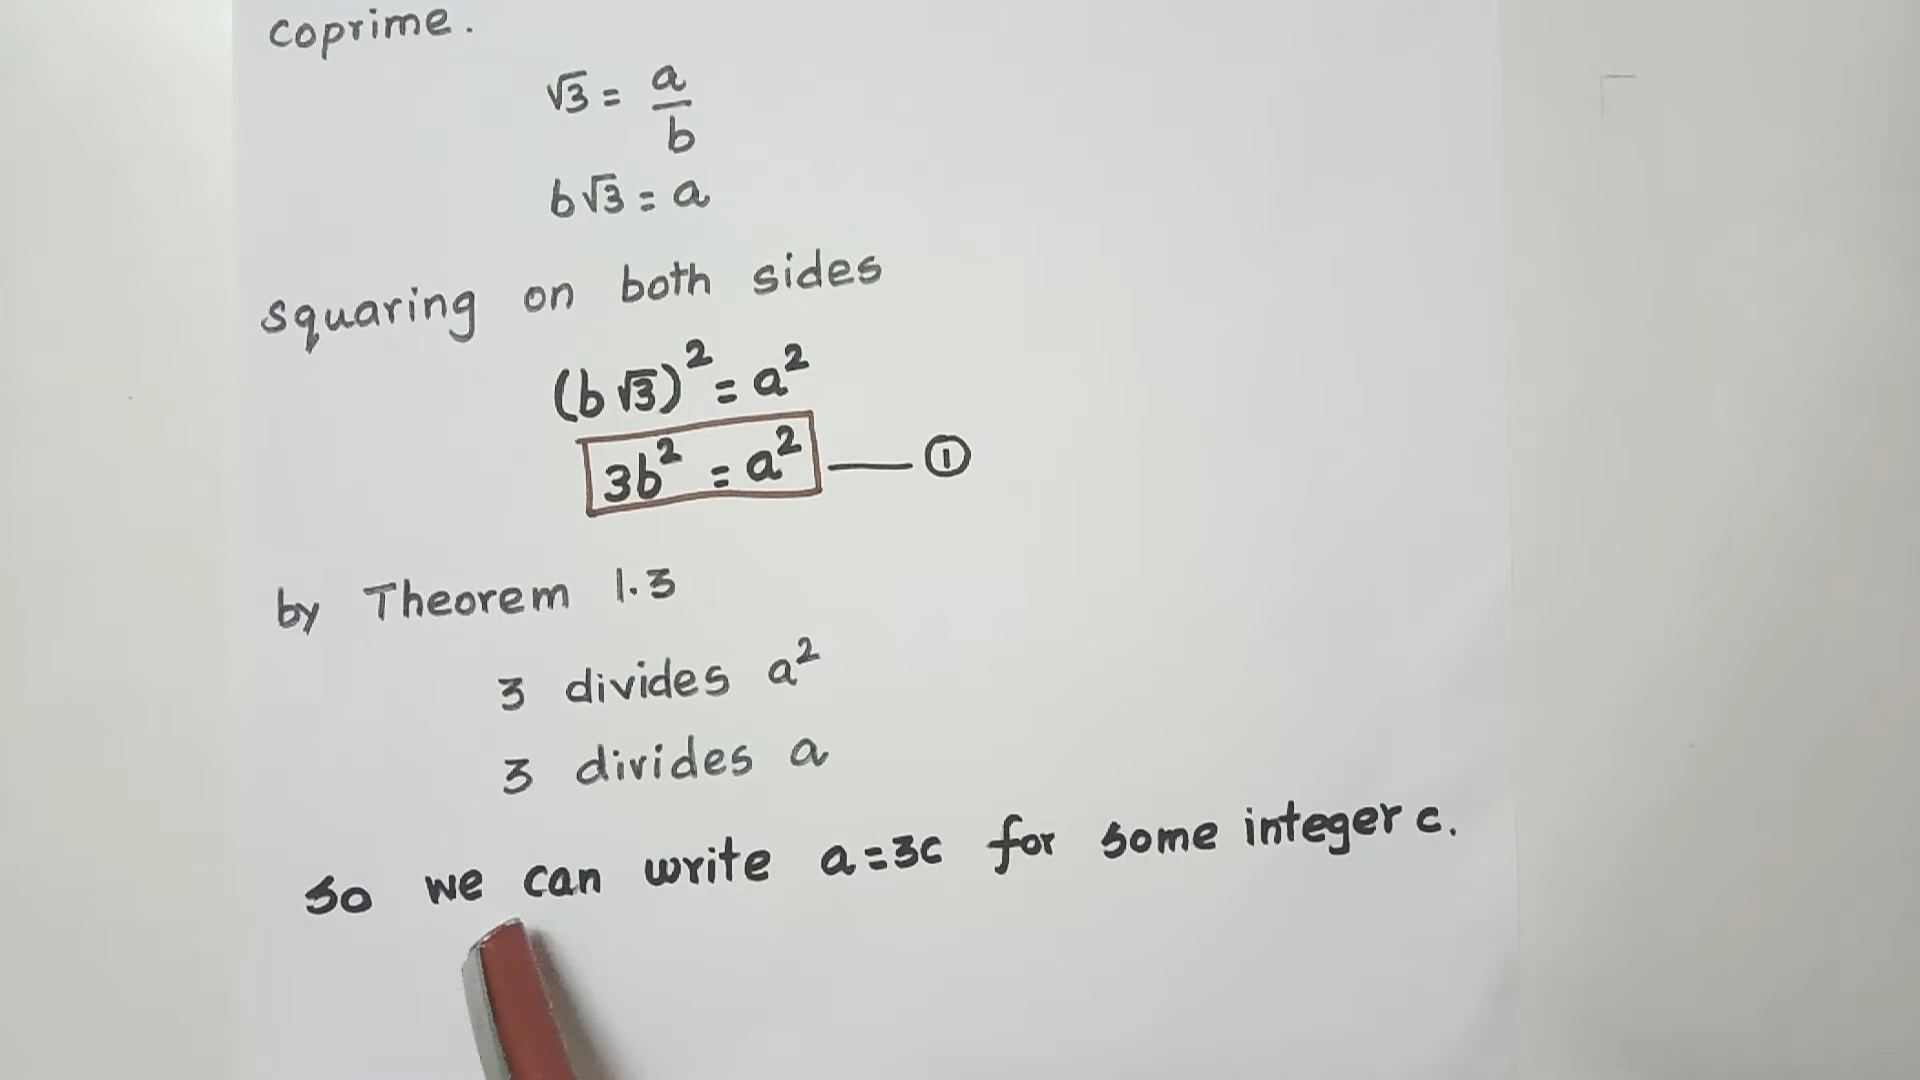 coprime.
√3 = a/b
b√3 = a
squaring on both sides
(b√3)² = a²
3b² = a² —— ①
by Theorem 1.3
3 divides a²
3 divides a
so we can write a=3c for some integer c.